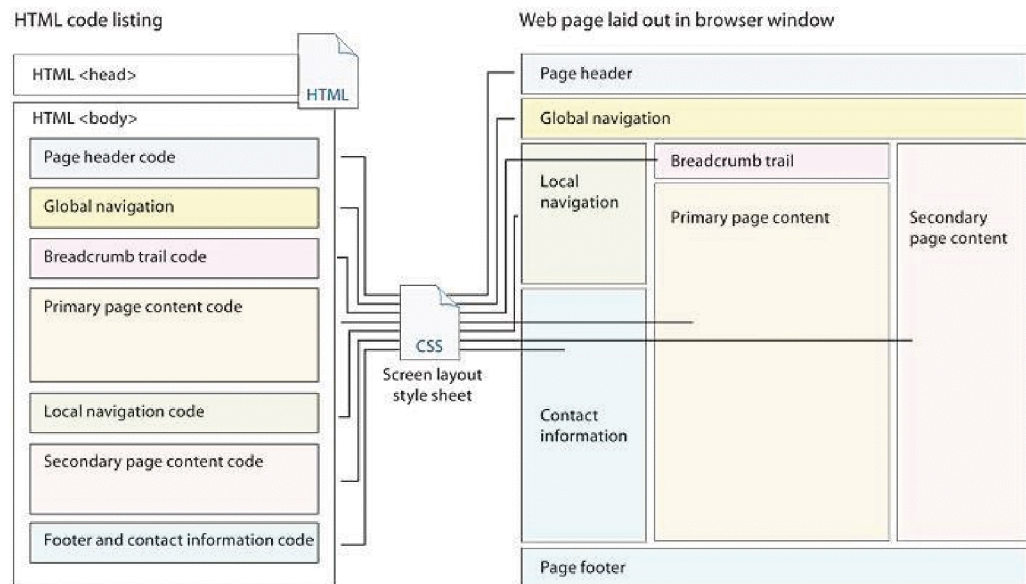 HTML code listing
HTML <head>
HTML
HTML <body>
Page header code
Global navigation
Breadcrumb trail code
Primary page content code
Local navigation code
Secondary page content code
Footer and contact information code
CSS
Screen layout
style sheet
Web page laid out in browser window
Page header
Global navigation
Local
navigation
Breadcrumb trail
Primary page content
Secondary
page content
Contact
information
Page footer